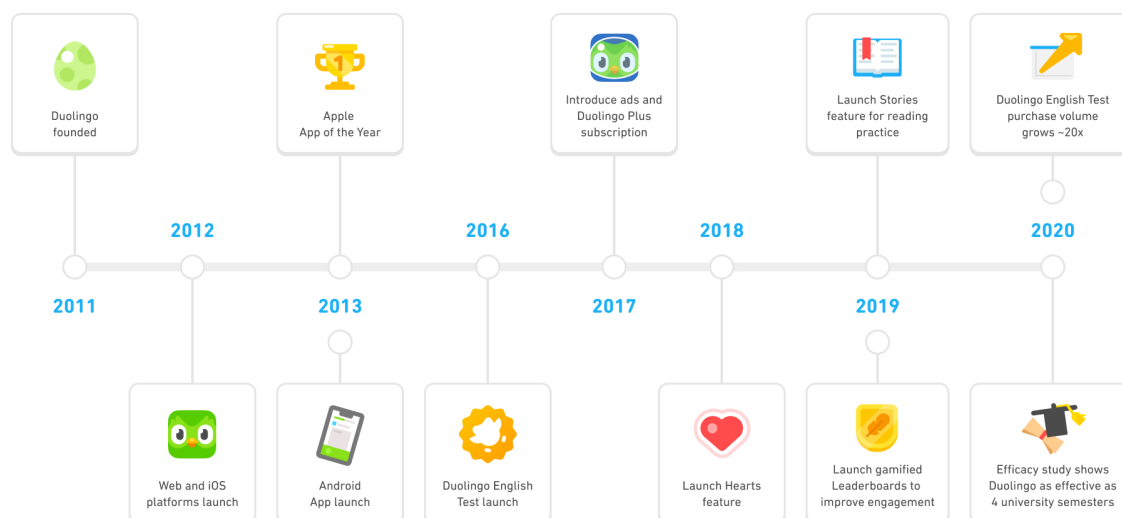 Duolingo
founded
Apple
App of the Year
1
Introduce ads and
Duolingo Plus
subscription
Launch Stories
feature for reading
practice
Duolingo English Test
purchase volume
grows ~20x
2012
2016
2018
2020
2011
2013
2017
2019
Web and iOS
platforms launch
Android
App launch
Duolingo English
Test launch
Launch Hearts
feature
Launch gamified
Leaderboards to
improve engagement
Efficacy study shows
Duolingo as effective as
4 university semesters